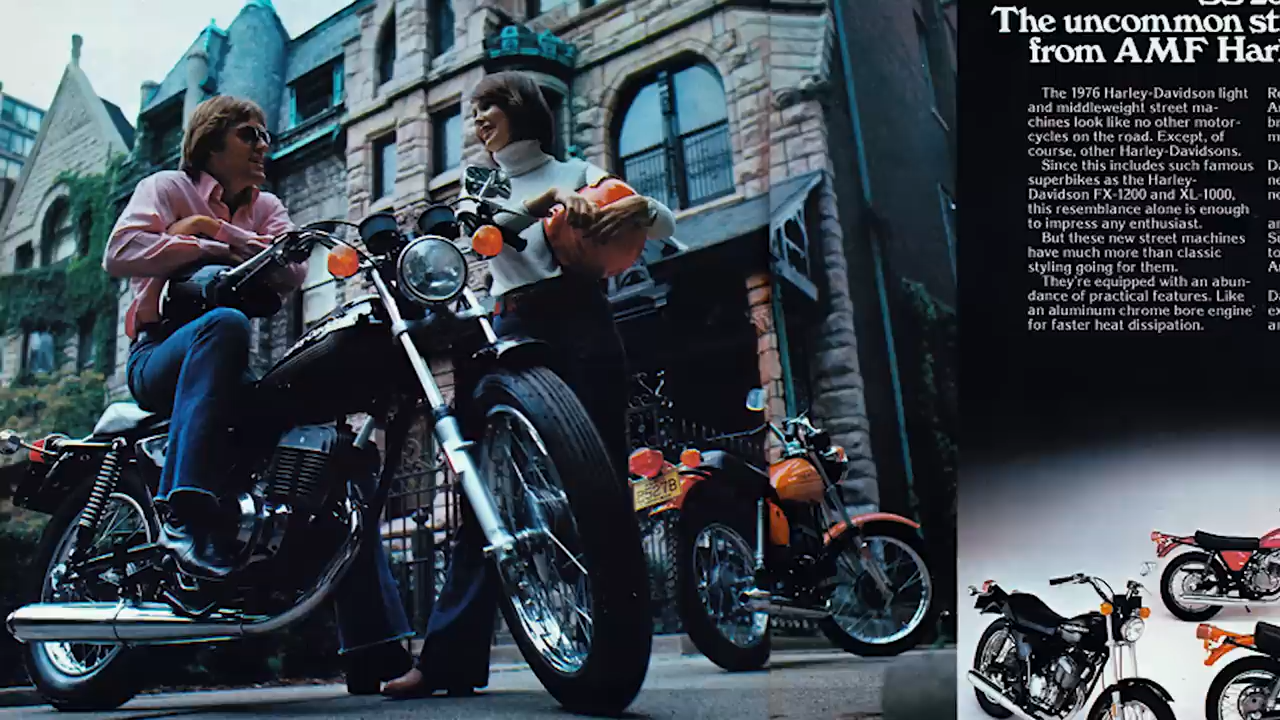 The uncommon st
from AMF Harl
The 1976 Harley-Davidson light
and middleweight street ma-
chines look like no other motor-
cycles on the road. Except, of
course, other Harley-Davidsons.
Since this includes such famous
superbikes as the Harley-
Davidson FX-1200 and XL-1000,
this resemblance alone is enough
to impress any enthusiast.
But these new street machines
have much more than classic
styling going for them.
They're equipped with an abun-
dance of practical features. Like
an aluminum chrome bore engine
for faster heat dissipation.